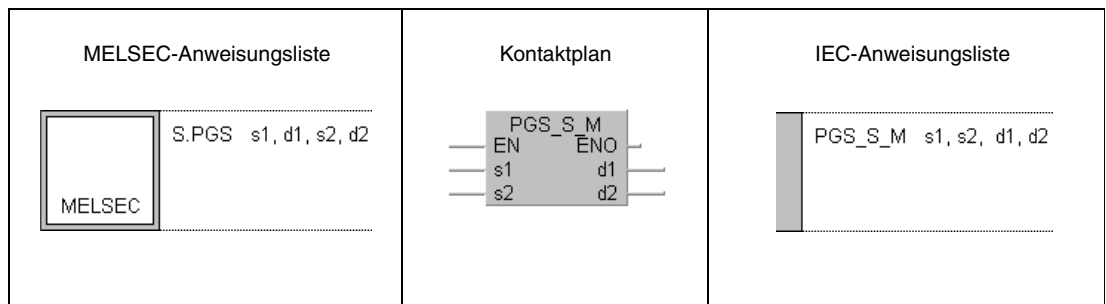 MELSEC-Anweisungsliste
Kontaktplan
IEC-Anweisungsliste
S.PGS s1, d1, s2, d2
MELSEC
PGS_S_M
EN ENO
s1 d1
s2 d2
PGS_S_M s1, s2, d1, d2